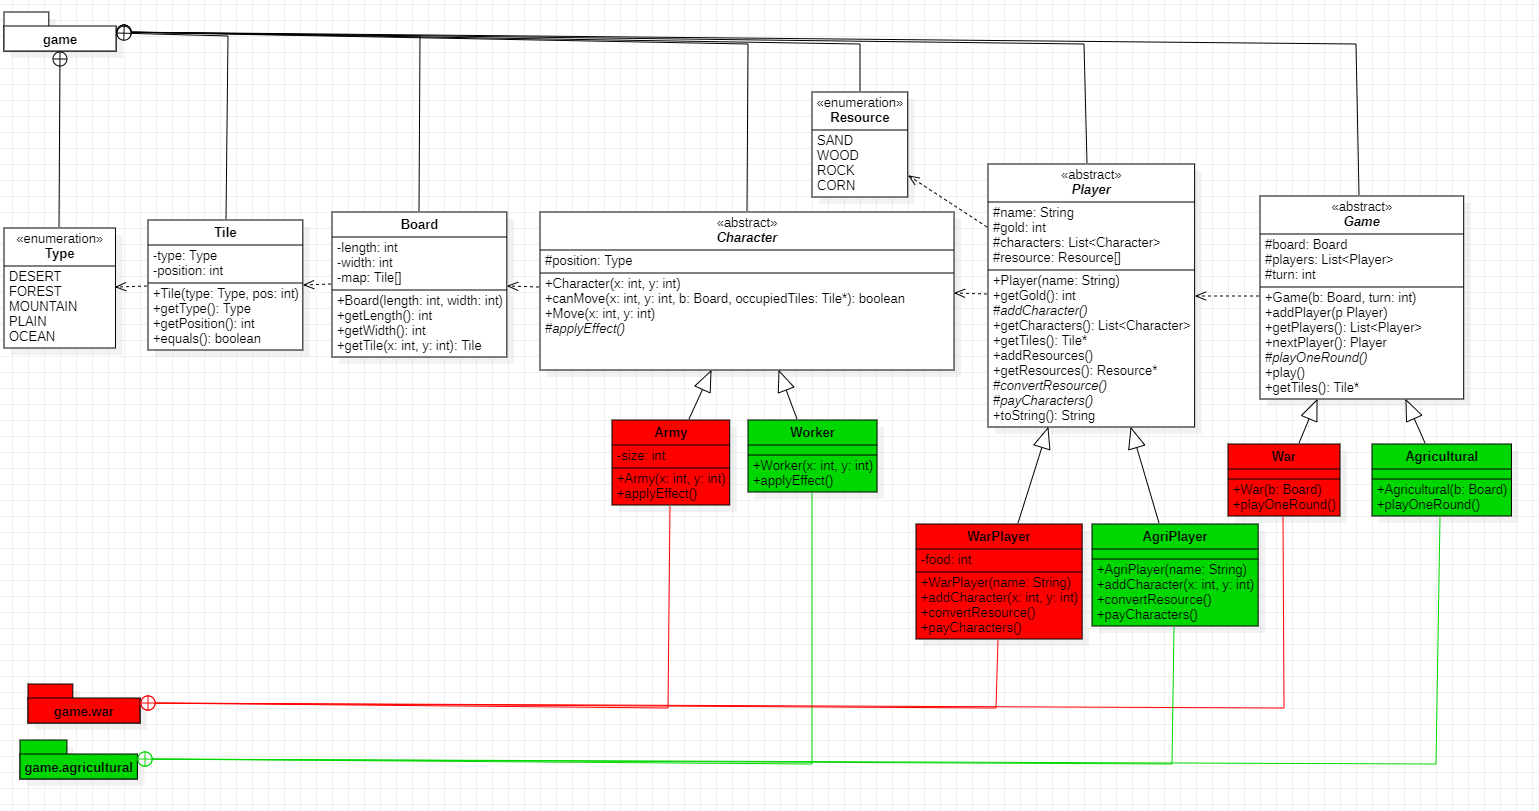 game
«enumeration»
Type
DESERT
FOREST
MOUNTAIN
PLAIN
OCEAN
Tile
-type: Type
-position: int
+Tile(type: Type, pos: int)
+getType(): Type
+getPosition(): int
+equals(): boolean
Board
-length: int
-width: int
-map: Tile[]
+Board(length: int, width: int)
+getLength(): int
+getWidth(): int
+getTile(x: int, y: int): Tile
«abstract»
Character
#position: Type
+Character(x: int, y: int)
+canMove(x: int, y: int, b: Board, occupiedTiles: Tile*): boolean
+Move(x: int, y: int)
#applyEffect()
«enumeration»
Resource
SAND
WOOD
ROCK
CORN
«abstract»
Player
#name: String
#gold: int
#characters: List<Character>
#resource: Resource[]
+Player(name: String)
+getGold(): int
#addCharacter()
+getCharacters(): List<Character>
+getTiles(): Tile*
+addResources()
+getResources(): Resource*
#convertResource()
#payCharacters()
+toString(): String
«abstract»
Game
#board: Board
#players: List<Player>
#turn: int
+Game(b: Board, turn: int)
+addPlayer(p Player)
+getPlayers(): List<Player>
+nextPlayer(): Player
#playOneRound()
+play()
+getTiles(): Tile*
Army
-size: int
+Army(x: int, y: int)
+applyEffect()
Worker
+Worker(x: int, y: int)
+applyEffect()
War
+War(b: Board)
+playOneRound()
Agricultural
+Agricultural(b: Board)
+playOneRound()
WarPlayer
-food: int
+WarPlayer(name: String)
+addCharacter(x: int, y: int)
+convertResource()
+payCharacters()
AgriPlayer
+AgriPlayer(name: String)
+addCharacter(x: int, y: int)
+convertResource()
+payCharacters()
game.war
game.agricultural